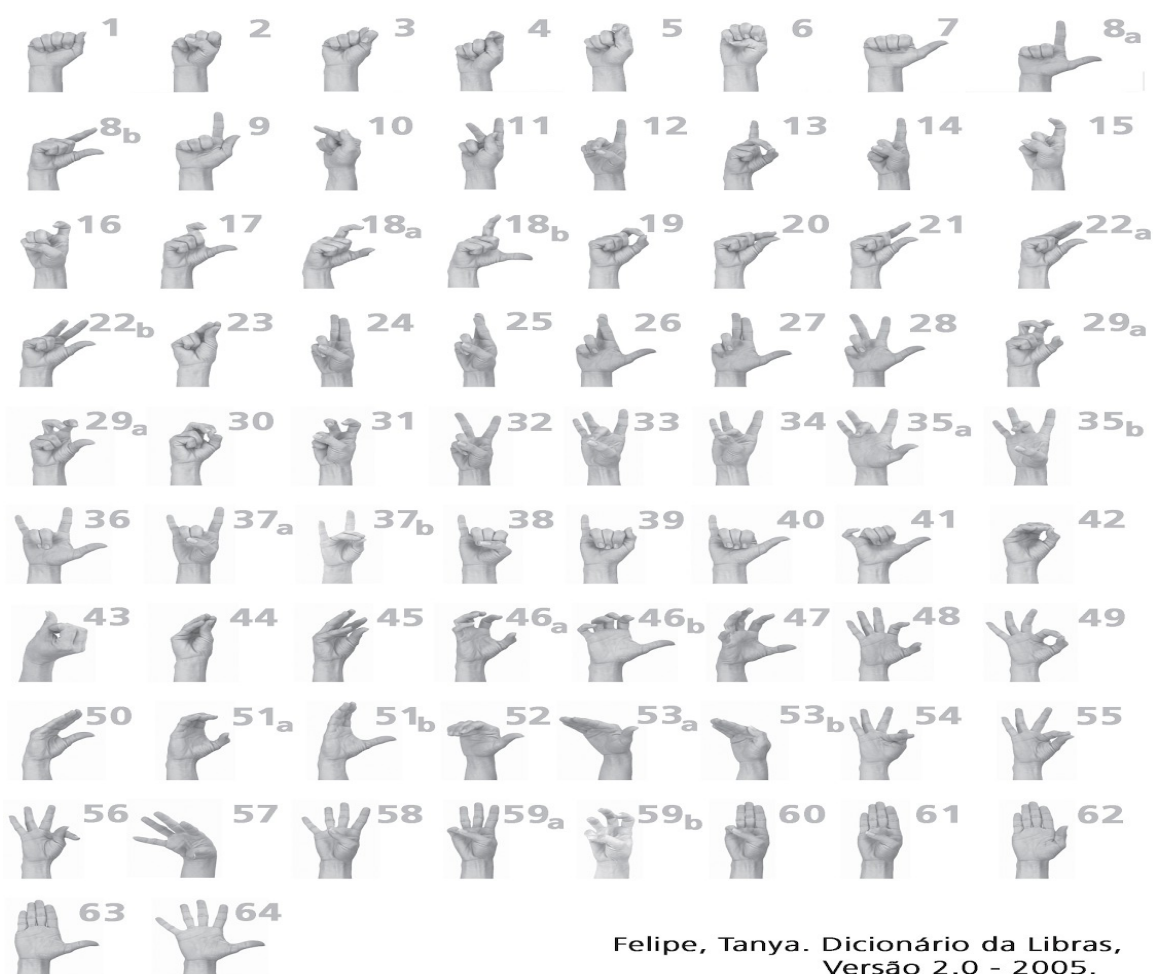 1 2 3 4 5 6 7 8a
8b 9 10 11 12 13 14 15
16 17 18a 18b 19 20 21 22a
22b 23 24 25 26 27 28 29a
29a 30 31 32 33 34 35a 35b
36 37a 37b 38 39 40 41 42
43 44 45 46a 46b 47 48 49
50 51a 51b 52 53a 53b 54 55
56 57 58 59a 59b 60 61 62
63 64
Felipe, Tanya. Dicionário da Libras,
Versão 2.0 - 2005.